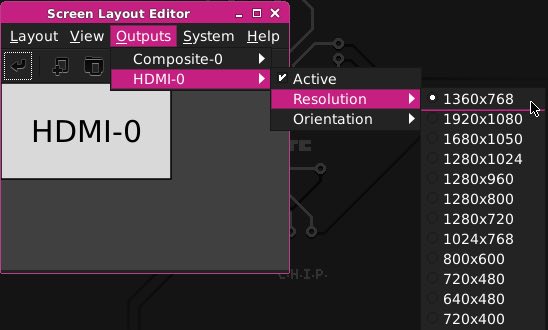 Screen Layout Editor
Layout View Outputs System Help
Composite-0
HDMI-0
Active
Resolution
Orientation
1360x768
1920x1080
1680x1050
1280x1024
1280x960
1280x800
1280x720
1024x768
800x600
720x480
640x480
720x400
HDMI-0
C.H.I.P.